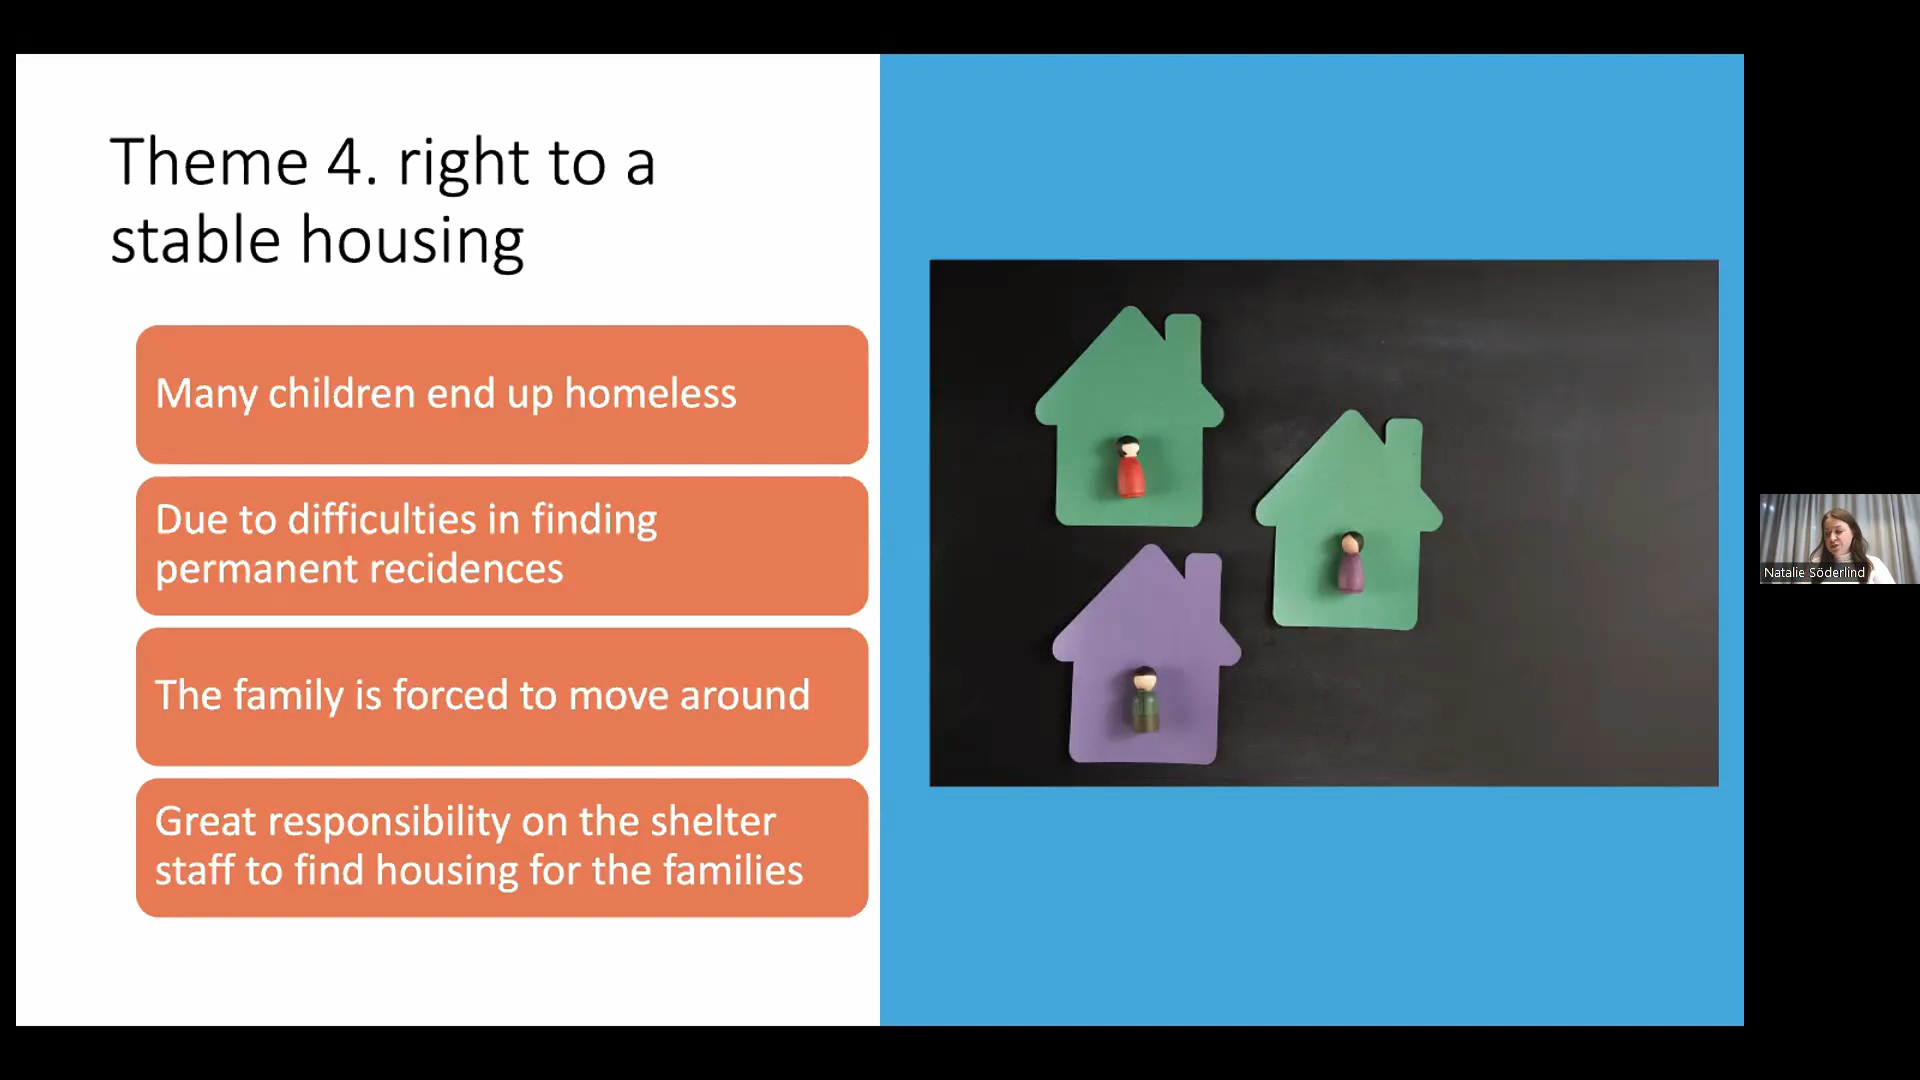 Theme 4. right to a
stable housing
Many children end up homeless
Due to difficulties in finding
permanent recidences
The family is forced to move around
Great responsibility on the shelter
staff to find housing for the families
Natalie Söderlind